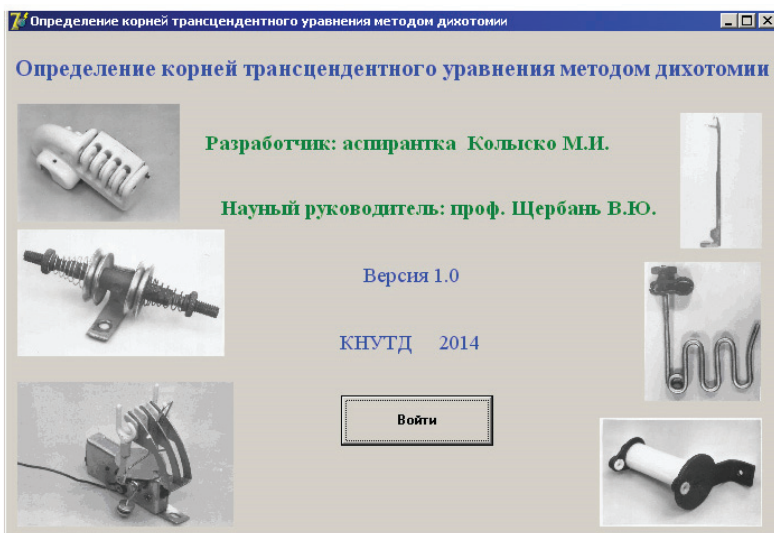 Определение корней трансцендентного уравнения методом дихотомии
Определение корней трансцендентного уравнения методом дихотомии
Разработчик: аспирантка Колыско М.И.
Науный руководитель: проф. Щербань В.Ю.
Версия 1.0
КНУТД 2014
Войти